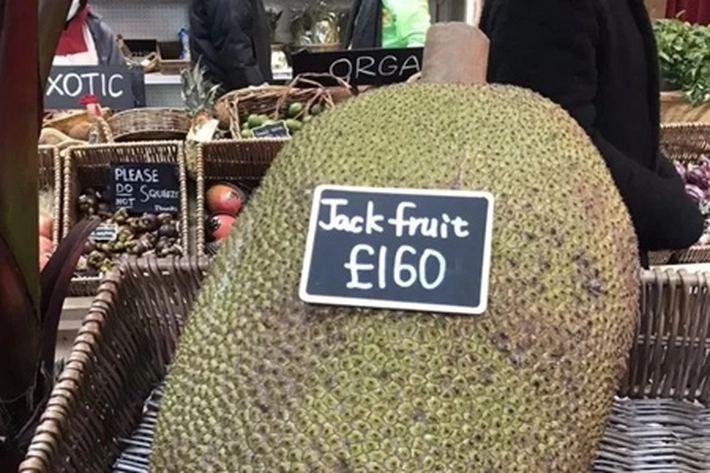 XOTIC
ORGA
PLEASE
DO SQUEEZE
NOT
Jack fruit
£160